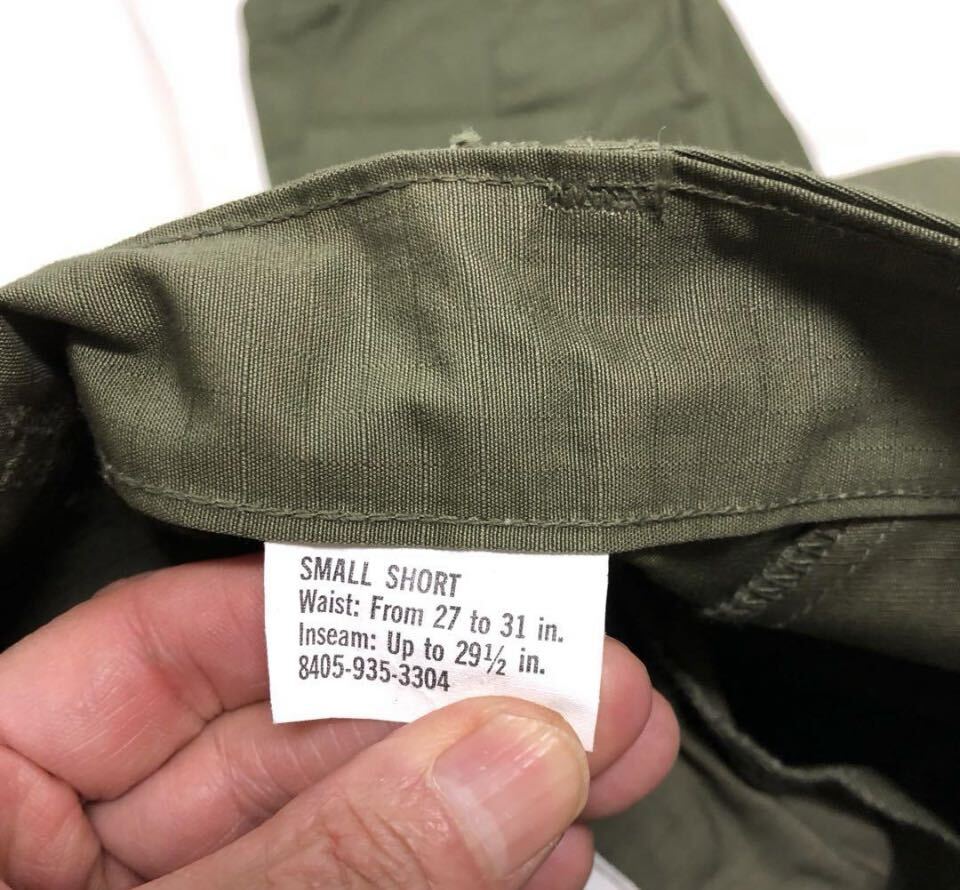 SMALL SHORT
Waist: From 27 to 31 in.
Inseam: Up to 29½ in.
8405-935-3304